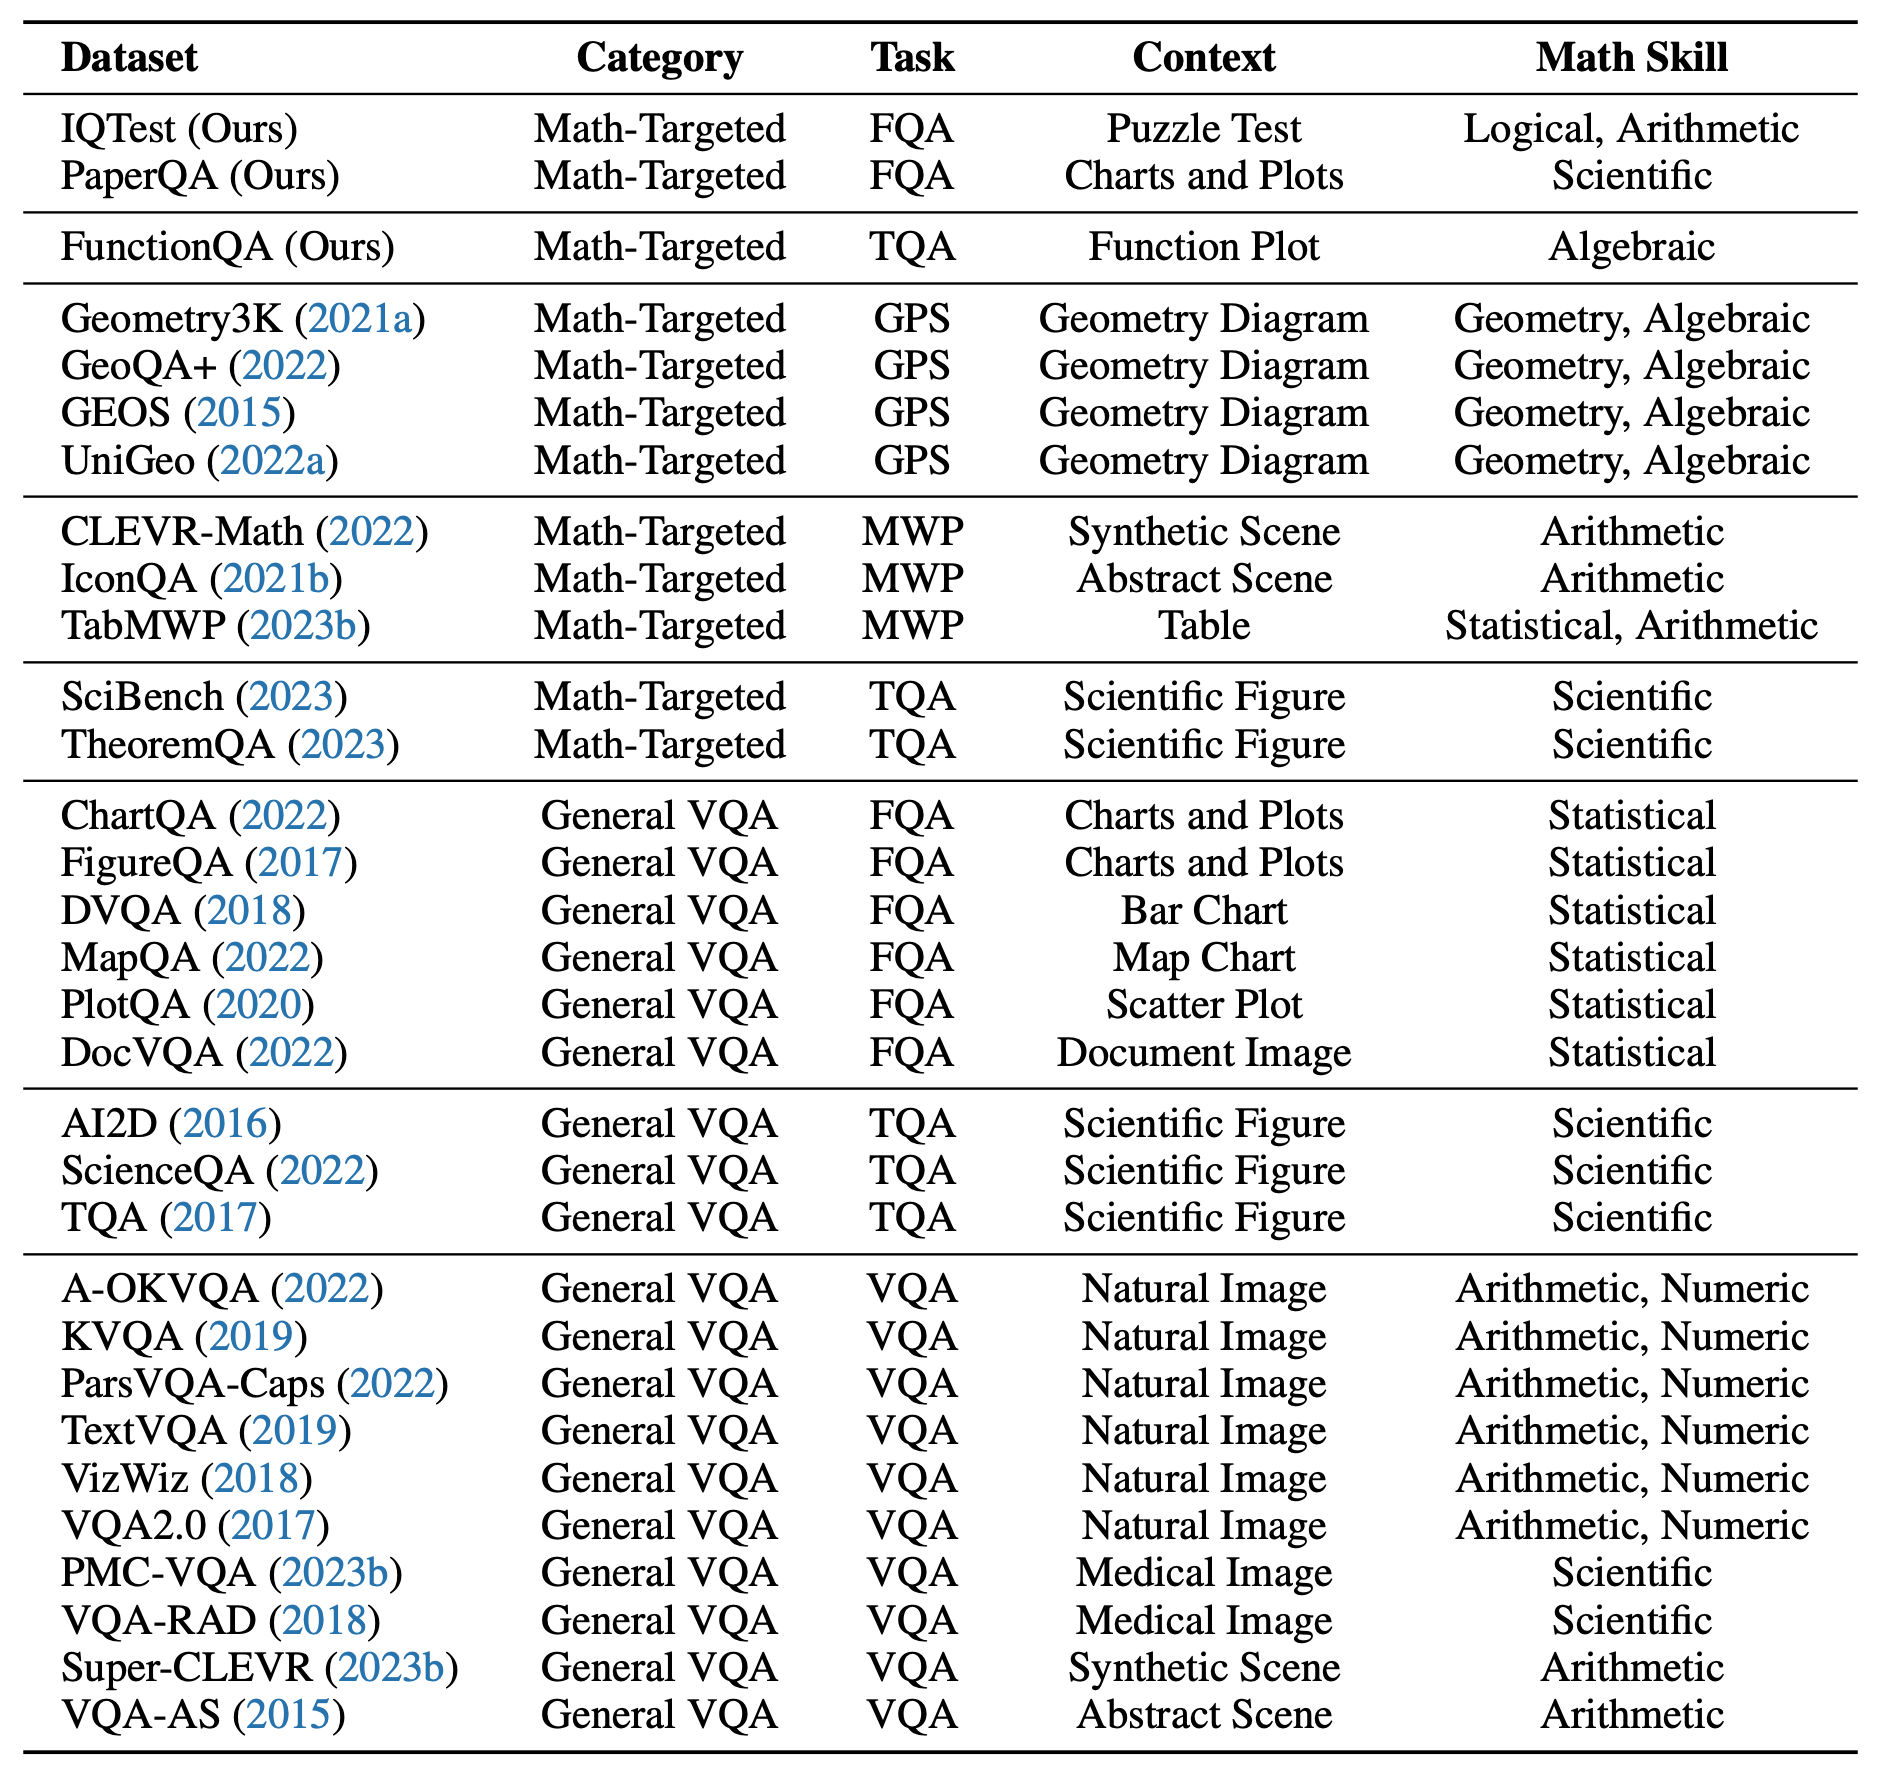 Dataset Category Task Context Math Skill
IQTest (Ours) Math-Targeted FQA Puzzle Test Logical, Arithmetic
PaperQA (Ours) Math-Targeted FQA Charts and Plots Scientific
FunctionQA (Ours) Math-Targeted TQA Function Plot Algebraic
Geometry3K (2021a) Math-Targeted GPS Geometry Diagram Geometry, Algebraic
GeoQA+ (2022) Math-Targeted GPS Geometry Diagram Geometry, Algebraic
GEOS (2015) Math-Targeted GPS Geometry Diagram Geometry, Algebraic
UniGeo (2022a) Math-Targeted GPS Geometry Diagram Geometry, Algebraic
CLEVR-Math (2022) Math-Targeted MWP Synthetic Scene Arithmetic
IconQA (2021b) Math-Targeted MWP Abstract Scene Arithmetic
TabMWP (2023b) Math-Targeted MWP Table Statistical, Arithmetic
SciBench (2023) Math-Targeted TQA Scientific Figure Scientific
TheoremQA (2023) Math-Targeted TQA Scientific Figure Scientific
ChartQA (2022) General VQA FQA Charts and Plots Statistical
FigureQA (2017) General VQA FQA Charts and Plots Statistical
DVQA (2018) General VQA FQA Bar Chart Statistical
MapQA (2022) General VQA FQA Map Chart Statistical
PlotQA (2020) General VQA FQA Scatter Plot Statistical
DocVQA (2022) General VQA FQA Document Image Statistical
AI2D (2016) General VQA TQA Scientific Figure Scientific
ScienceQA (2022) General VQA TQA Scientific Figure Scientific
TQA (2017) General VQA TQA Scientific Figure Scientific
A-OKVQA (2022) General VQA VQA Natural Image Arithmetic, Numeric
KVQA (2019) General VQA VQA Natural Image Arithmetic, Numeric
ParsVQA-Caps (2022) General VQA VQA Natural Image Arithmetic, Numeric
TextVQA (2019) General VQA VQA Natural Image Arithmetic, Numeric
VizWiz (2018) General VQA VQA Natural Image Arithmetic, Numeric
VQA2.0 (2017) General VQA VQA Natural Image Arithmetic, Numeric
PMC-VQA (2023b) General VQA VQA Medical Image Scientific
VQA-RAD (2018) General VQA VQA Medical Image Scientific
Super-CLEVR (2023b) General VQA VQA Synthetic Scene Arithmetic
VQA-AS (2015) General VQA VQA Abstract Scene Arithmetic